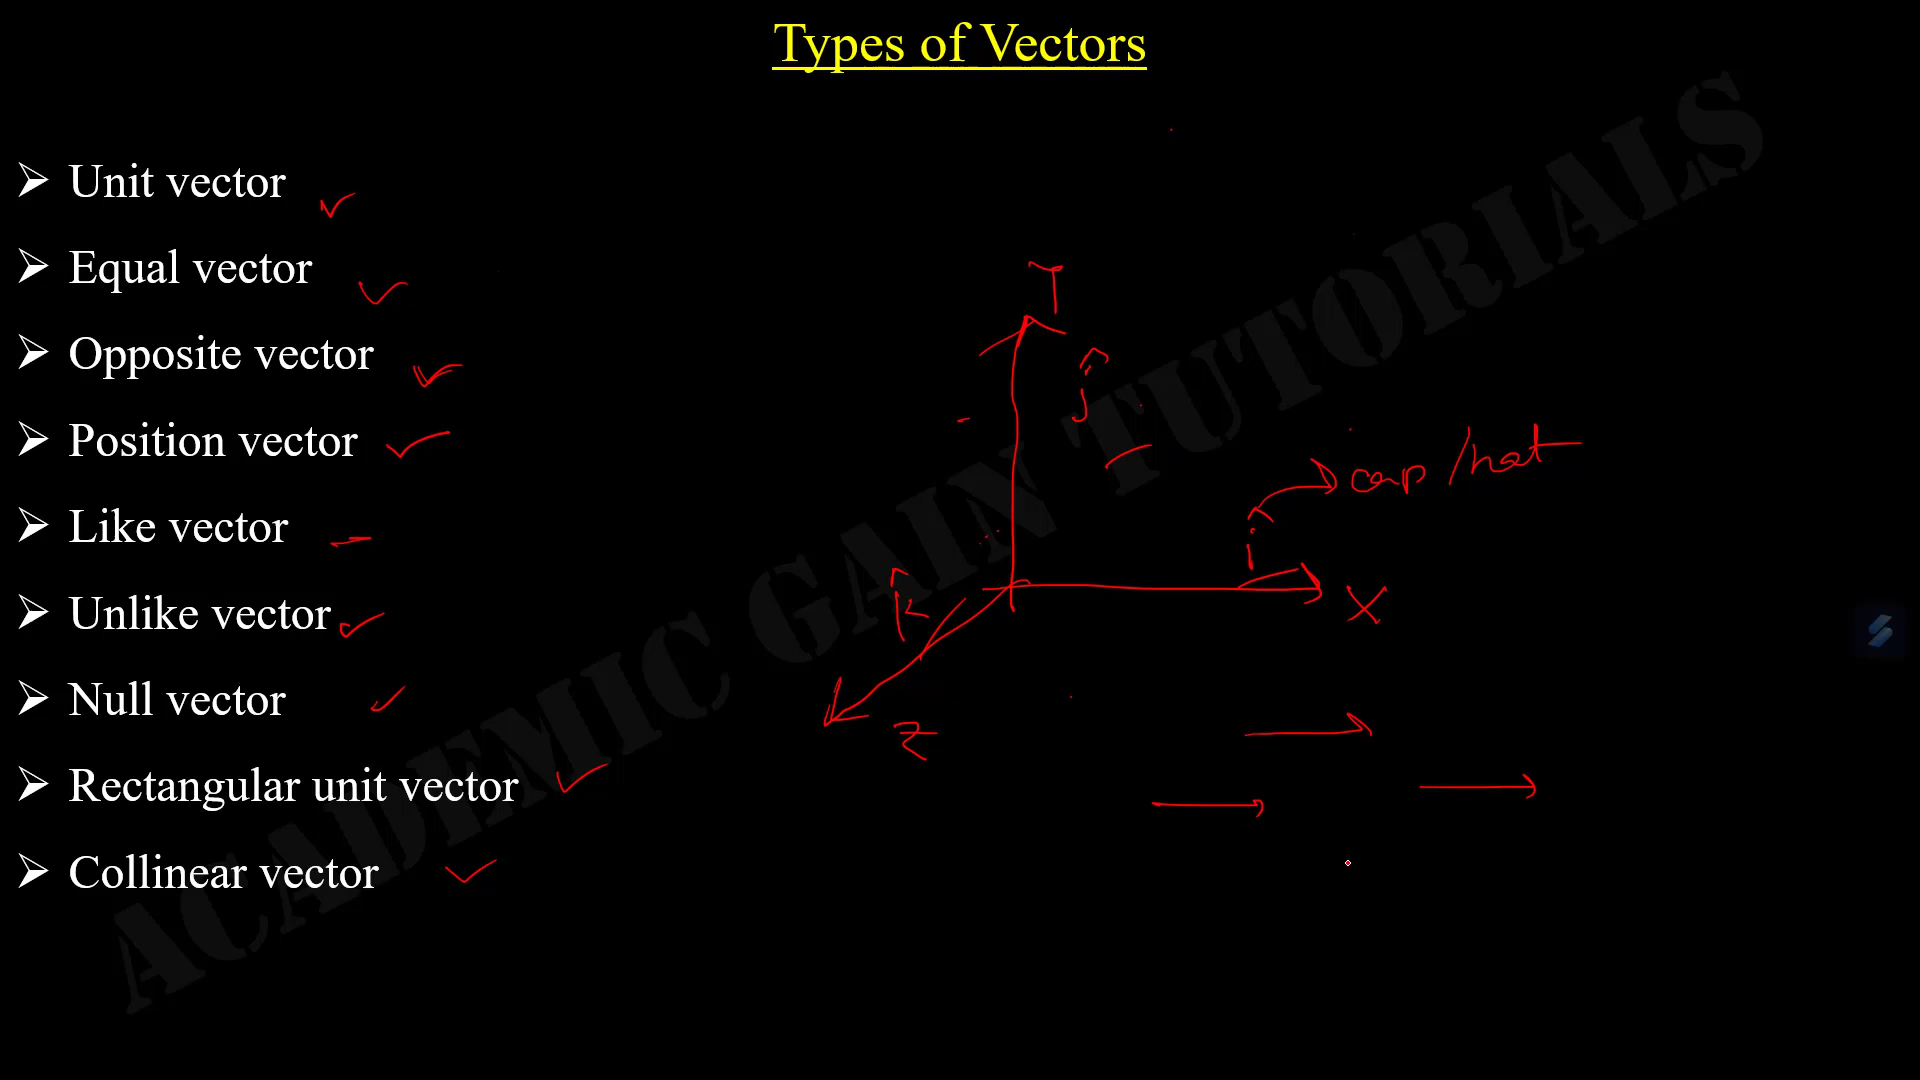 Types of Vectors
➢ Unit vector
➢ Equal vector
➢ Opposite vector
➢ Position vector
➢ Like vector
➢ Unlike vector
➢ Null vector
➢ Rectangular unit vector
➢ Collinear vector
ĵ
cap/hat
î
k̂
X
Z
ACADEMIC GAIN TUTORIALS